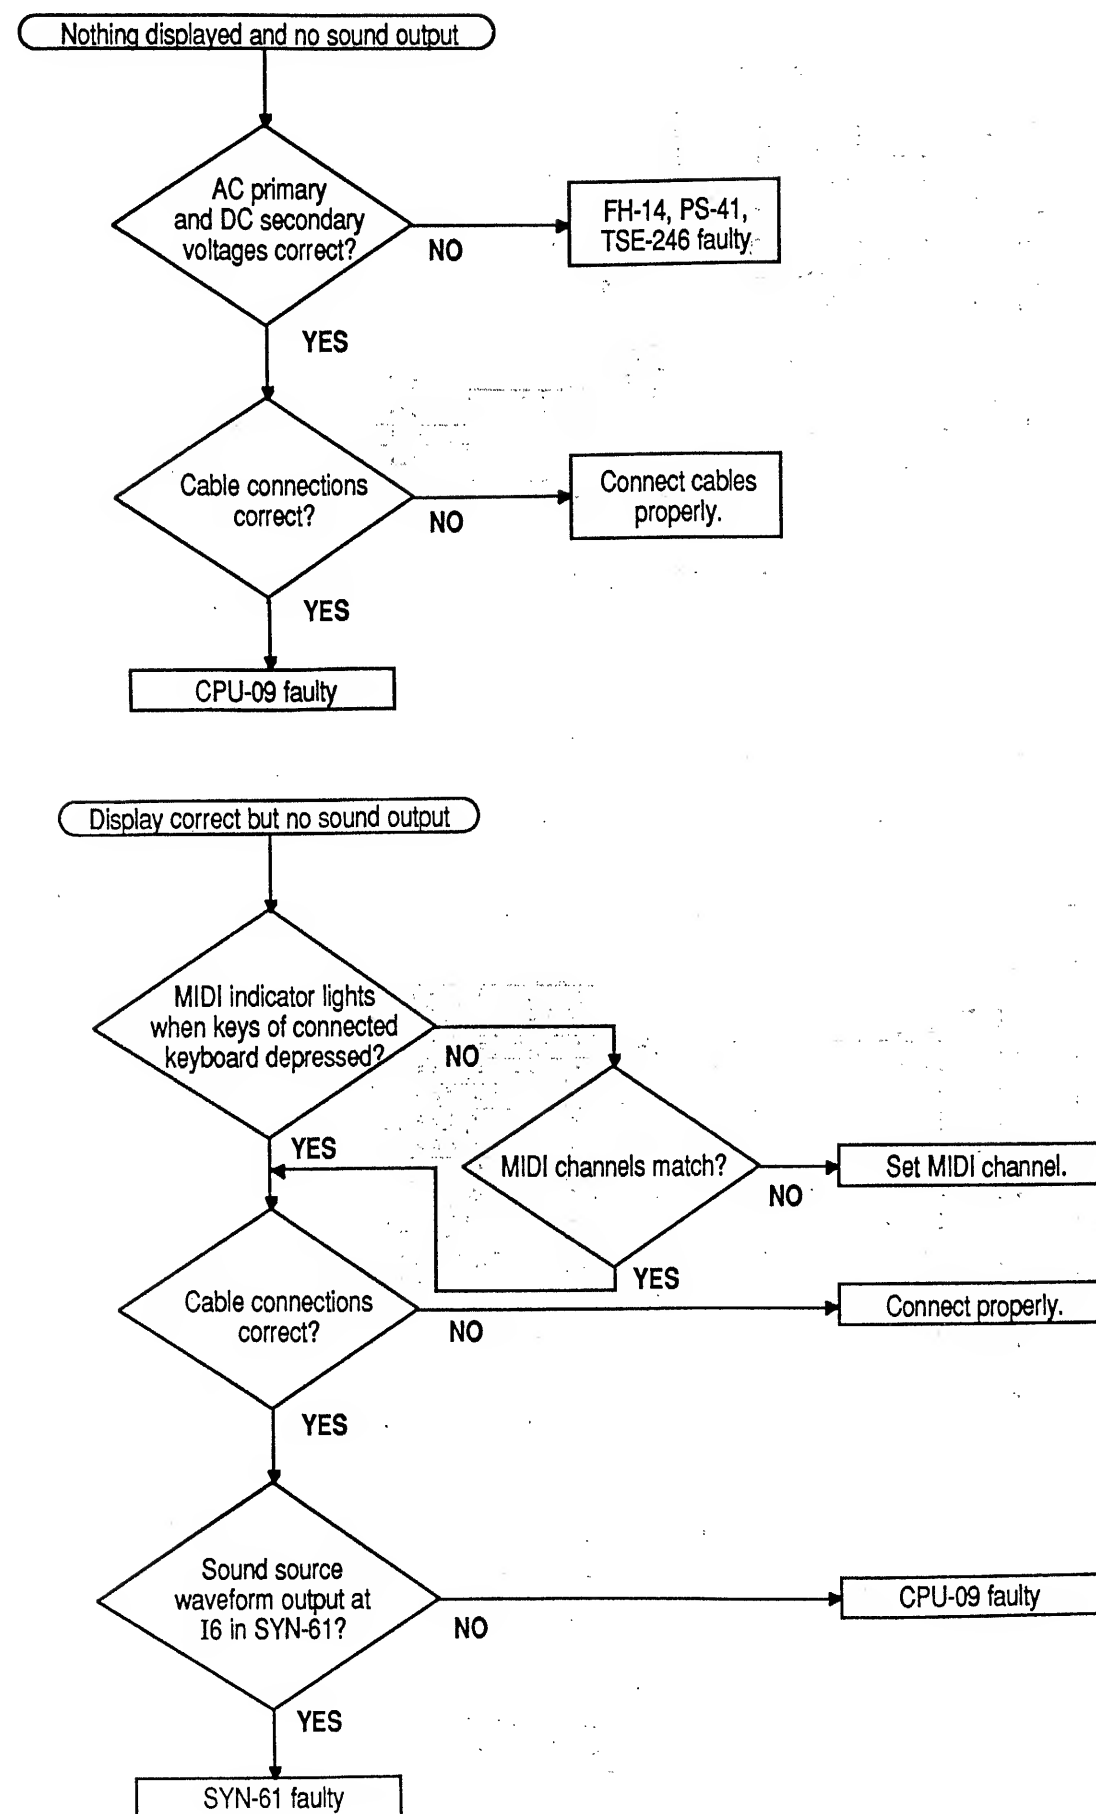 Nothing displayed and no sound output
AC primary
and DC secondary
voltages correct?
NO
FH-14, PS-41,
TSE-246 faulty.
YES
Cable connections
correct?
NO
Connect cables
properly.
YES
CPU-09 faulty
Display correct but no sound output
MIDI indicator lights
when keys of connected
keyboard depressed?
NO
YES
MIDI channels match?
NO
Set MIDI channel.
YES
Cable connections
correct?
NO
Connect properly.
YES
Sound source
waveform output at
I6 in SYN-61?
NO
CPU-09 faulty
YES
SYN-61 faulty